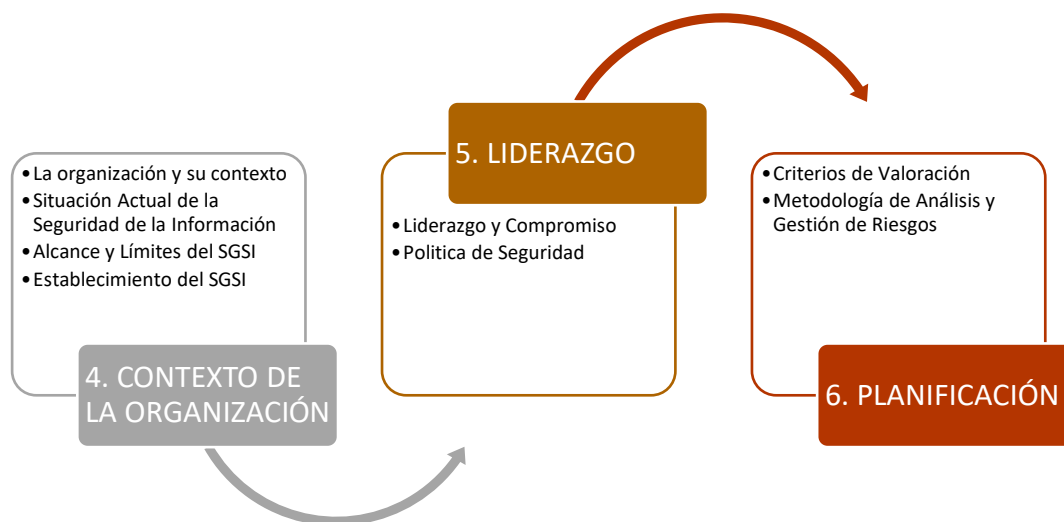 • La organización y su contexto
• Situación Actual de la
Seguridad de la Información
• Alcance y Límites del SGSI
• Establecimiento del SGSI
4. CONTEXTO DE
LA ORGANIZACIÓN
5. LIDERAZGO
• Liderazgo y Compromiso
• Politica de Seguridad
• Criterios de Valoración
• Metodología de Análisis y
Gestión de Riesgos
6. PLANIFICACIÓN